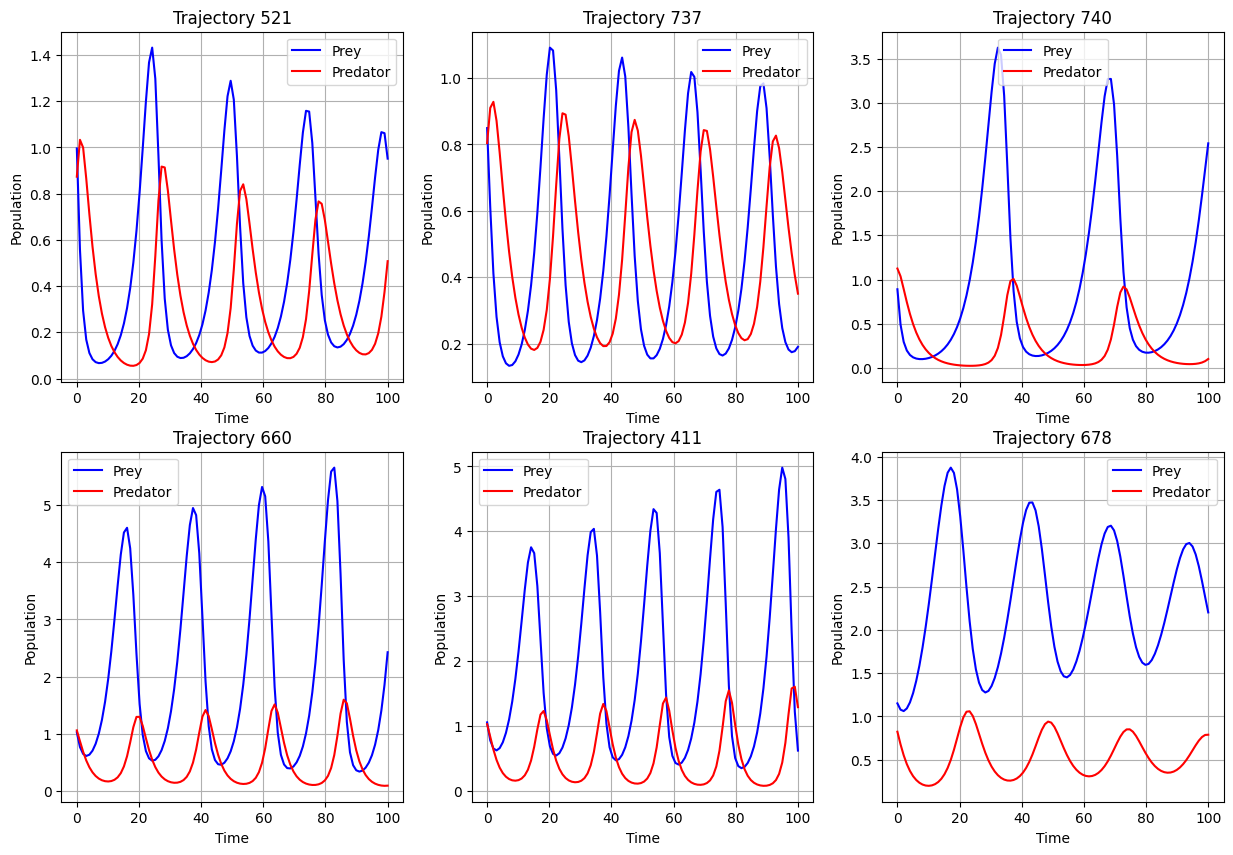 Trajectory 521
Trajectory 737
Trajectory 740
Prey
Predator
Prey
Predator
Prey
Predator
Population
1.4
1.2
1.0
0.8
0.6
0.4
0.2
0.0
Population
1.0
0.8
0.6
0.4
0.2
Population
3.5
3.0
2.5
2.0
1.5
1.0
0.5
0.0
0 20 40 60 80 100
0 20 40 60 80 100
0 20 40 60 80 100
Time
Time
Time
Trajectory 660
Trajectory 411
Trajectory 678
Prey
Predator
Prey
Predator
Prey
Predator
Population
5
4
3
2
1
0
Population
5
4
3
2
1
0
Population
4.0
3.5
3.0
2.5
2.0
1.5
1.0
0.5
0 20 40 60 80 100
0 20 40 60 80 100
0 20 40 60 80 100
Time
Time
Time